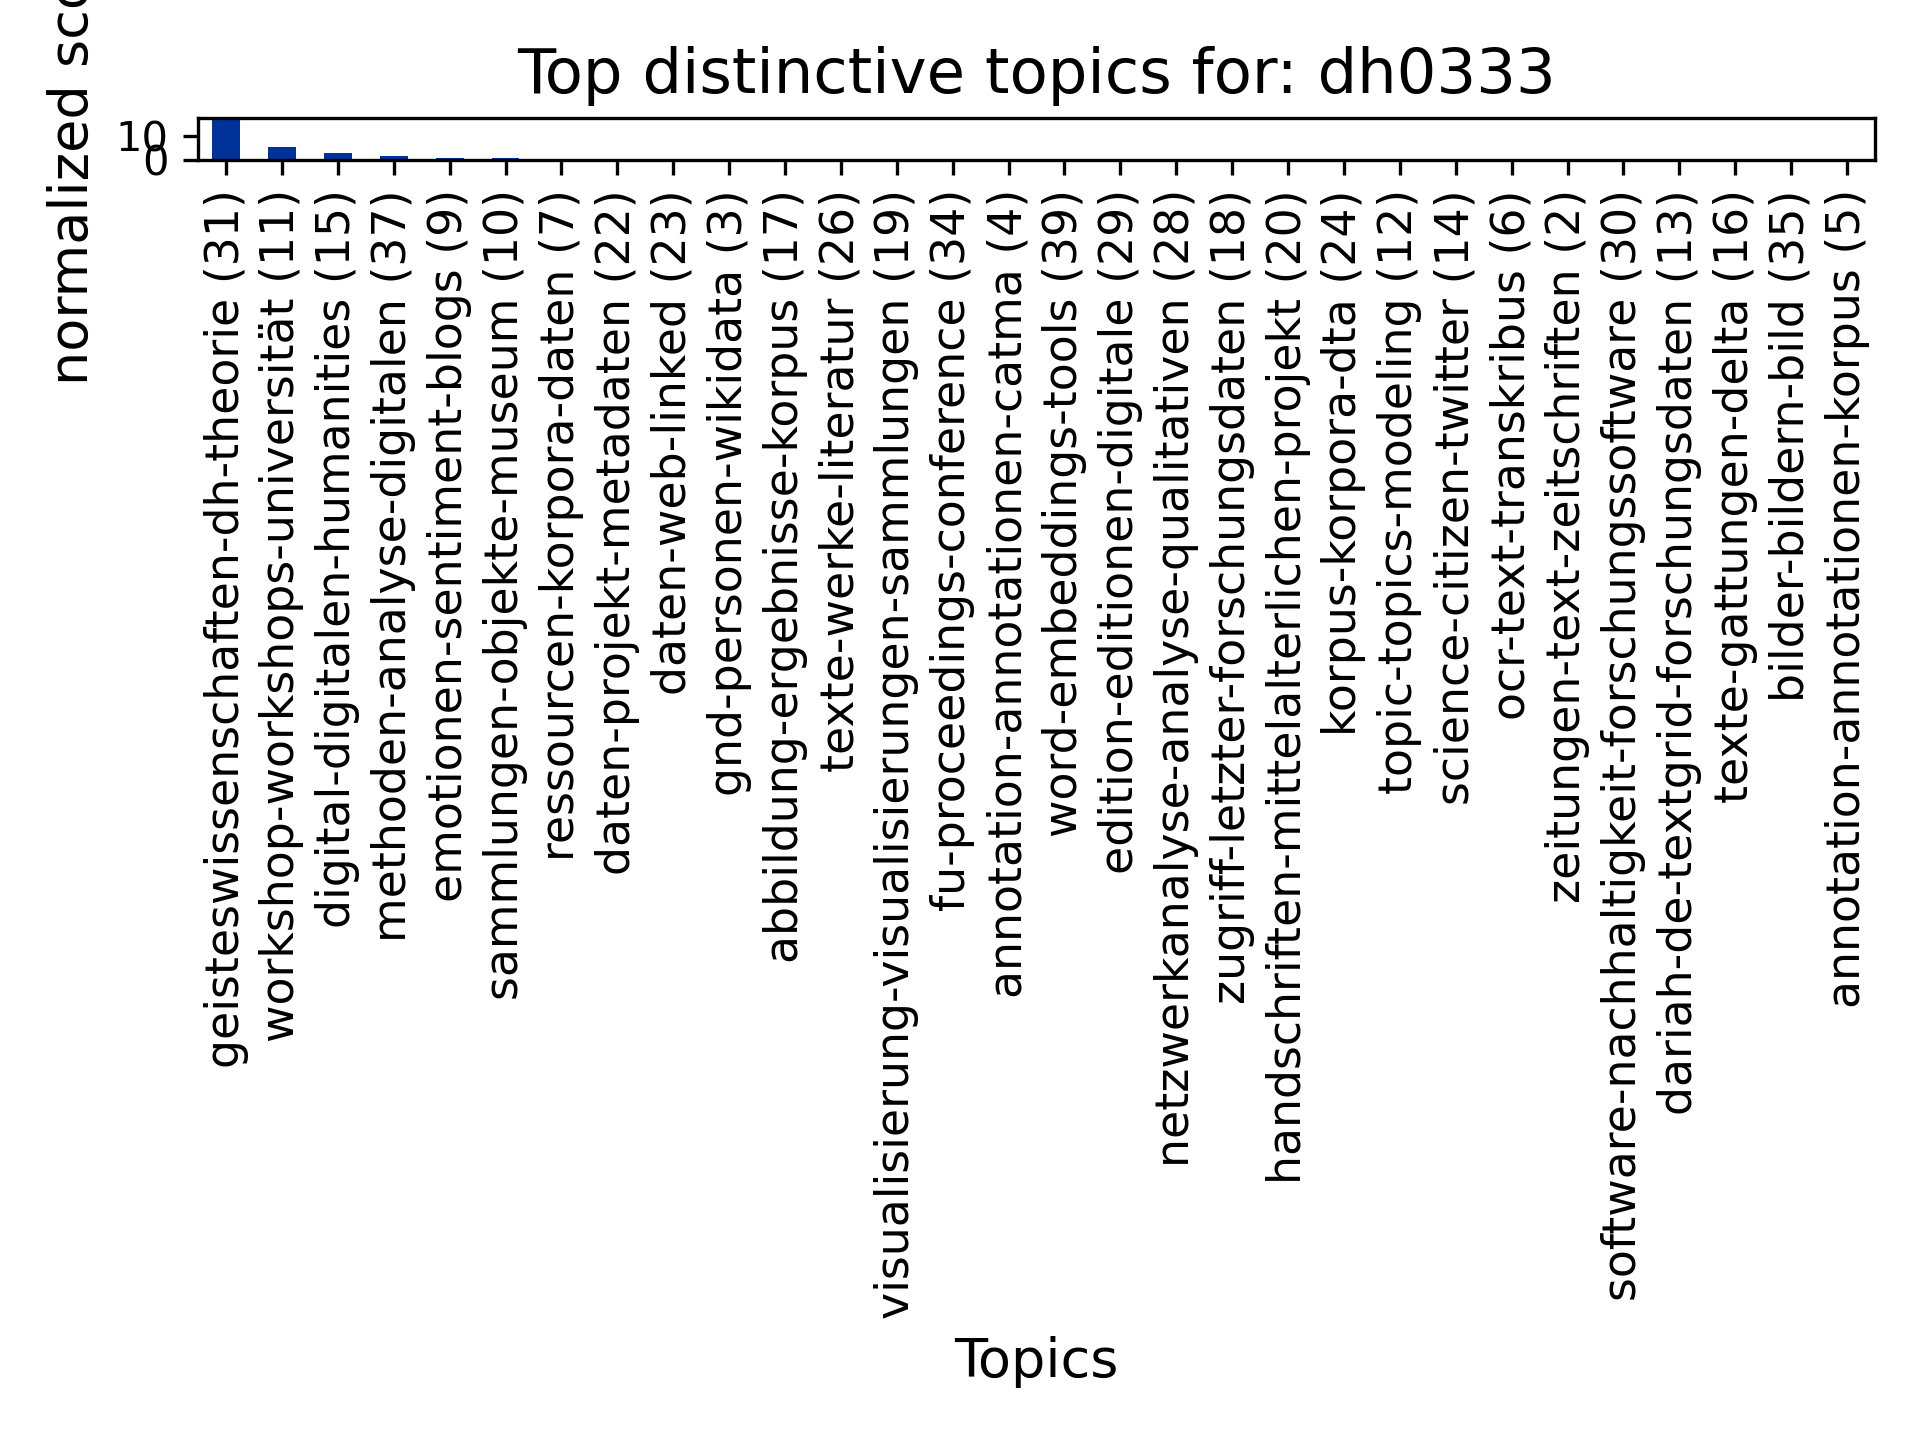 Top distinctive topics for: dh0333
normalized sco
10
0
geisteswissenschaften-dh-theorie (31)
workshop-workshops-universität (11)
digital-digitalen-humanities (15)
methoden-analyse-digitalen (37)
emotionen-sentiment-blogs (9)
sammlungen-objekte-museum (10)
ressourcen-korpora-daten (7)
daten-projekt-metadaten (22)
daten-web-linked (23)
gnd-personen-wikidata (3)
abbildung-ergebnisse-korpus (17)
texte-werke-literatur (26)
visualisierung-visualisierungen-sammlungen (19)
fu-proceedings-conference (34)
annotation-annotationen-catma (4)
word-embeddings-tools (39)
edition-editionen-digitale (29)
netzwerkanalyse-analyse-qualitativen (28)
zugriff-letzter-forschungsdaten (18)
handschriften-mittelalterlichen-projekt (20)
korpus-korpora-dta (24)
topic-topics-modeling (12)
science-citizen-twitter (14)
ocr-text-transkribus (6)
zeitungen-text-zeitschriften (2)
software-nachhaltigkeit-forschungssoftware (30)
dariah-de-textgrid-forschungsdaten (13)
texte-gattungen-delta (16)
bilder-bildern-bild (35)
annotation-annotationen-korpus (5)
Topics